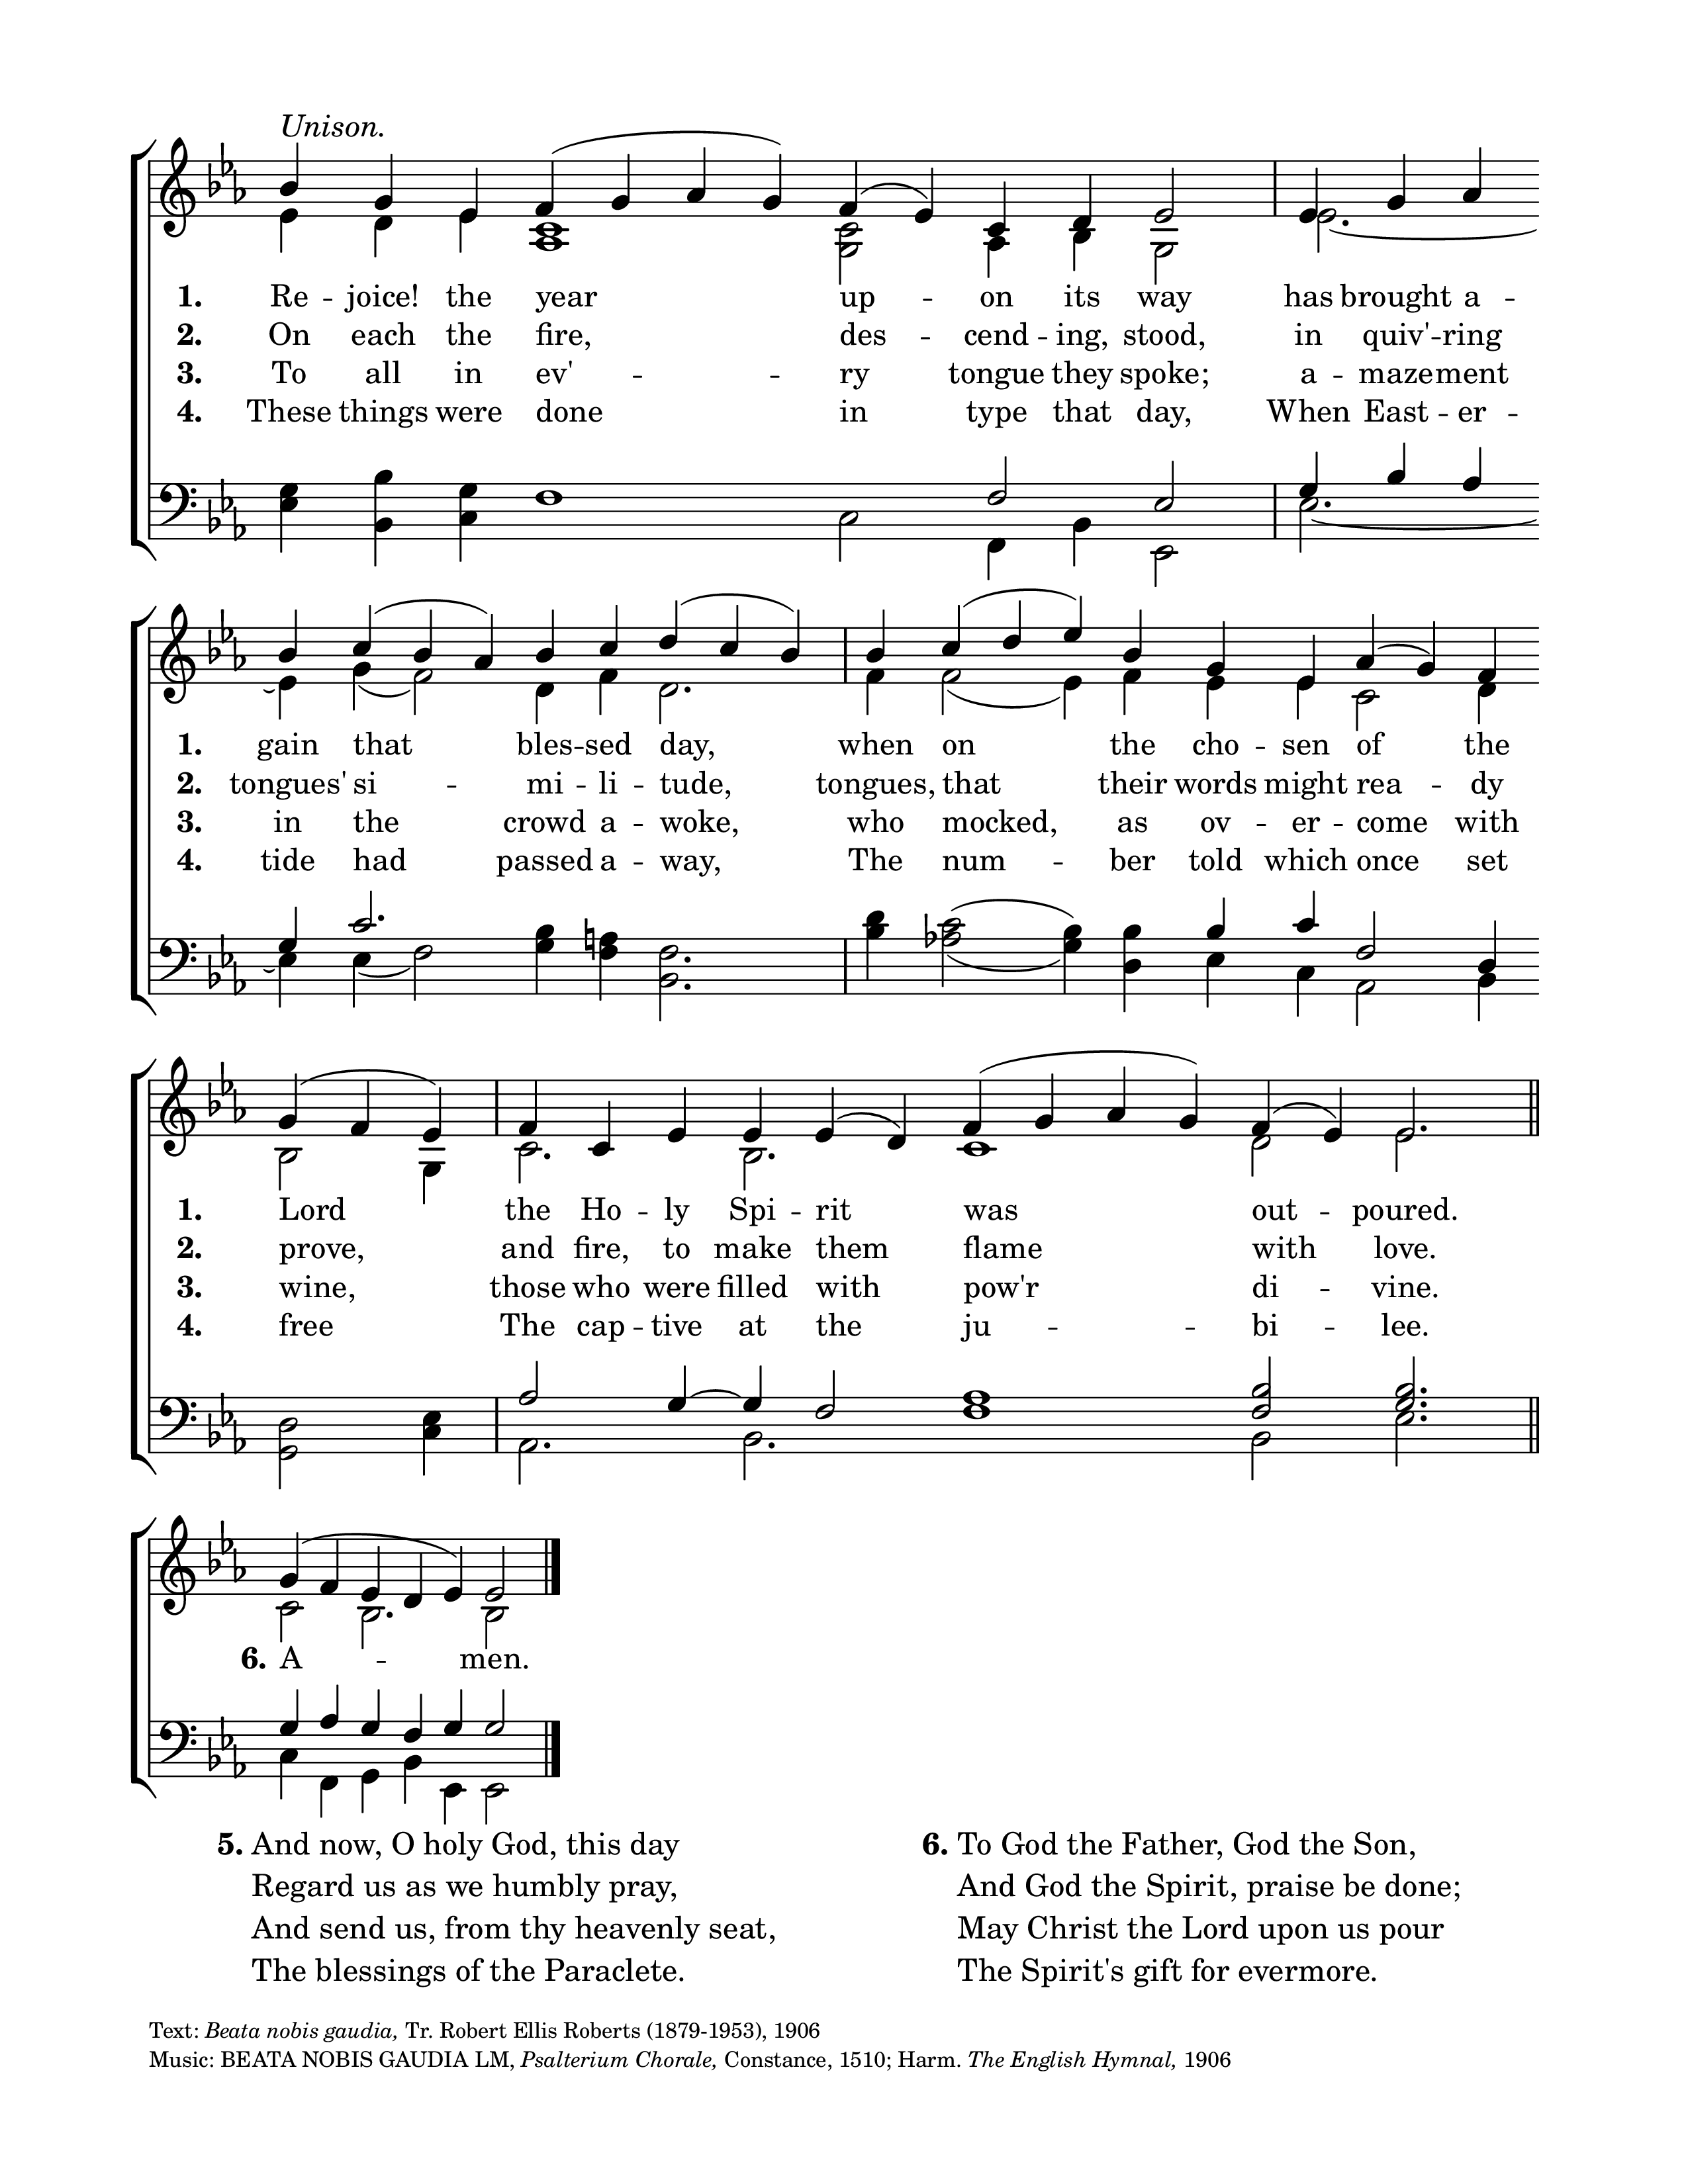 Unison.
1. Re - joice! the year up - on its way has brought a -
2. On each the fire, des - cend - ing, stood, in quiv' - ring
3. To all in ev' - ry tongue they spoke; a - maze - ment
4. These things were done in type that day, When East - er -
1. gain that bles - sed day, when on the cho - sen of the
2. tongues' si - mi - li - tude, tongues, that their words might rea - dy
3. in the crowd a - woke, who mocked, as ov - er - come with
4. tide had passed a - way, The num - ber told which once set
1. Lord the Ho - ly Spi - rit was out - poured.
2. prove, and fire, to make them flame with love.
3. wine, those who were filled with pow'r di - vine.
4. free The cap - tive at the ju - bi - lee.
6. A - men.
5. And now, O holy God, this day
Regard us as we humbly pray,
And send us, from thy heavenly seat,
The blessings of the Paraclete.
6. To God the Father, God the Son,
And God the Spirit, praise be done;
May Christ the Lord upon us pour
The Spirit's gift for evermore.
Text: Beata nobis gaudia, Tr. Robert Ellis Roberts (1879-1953), 1906
Music: BEATA NOBIS GAUDIA LM, Psalterium Chorale, Constance, 1510; Harm. The English Hymnal, 1906